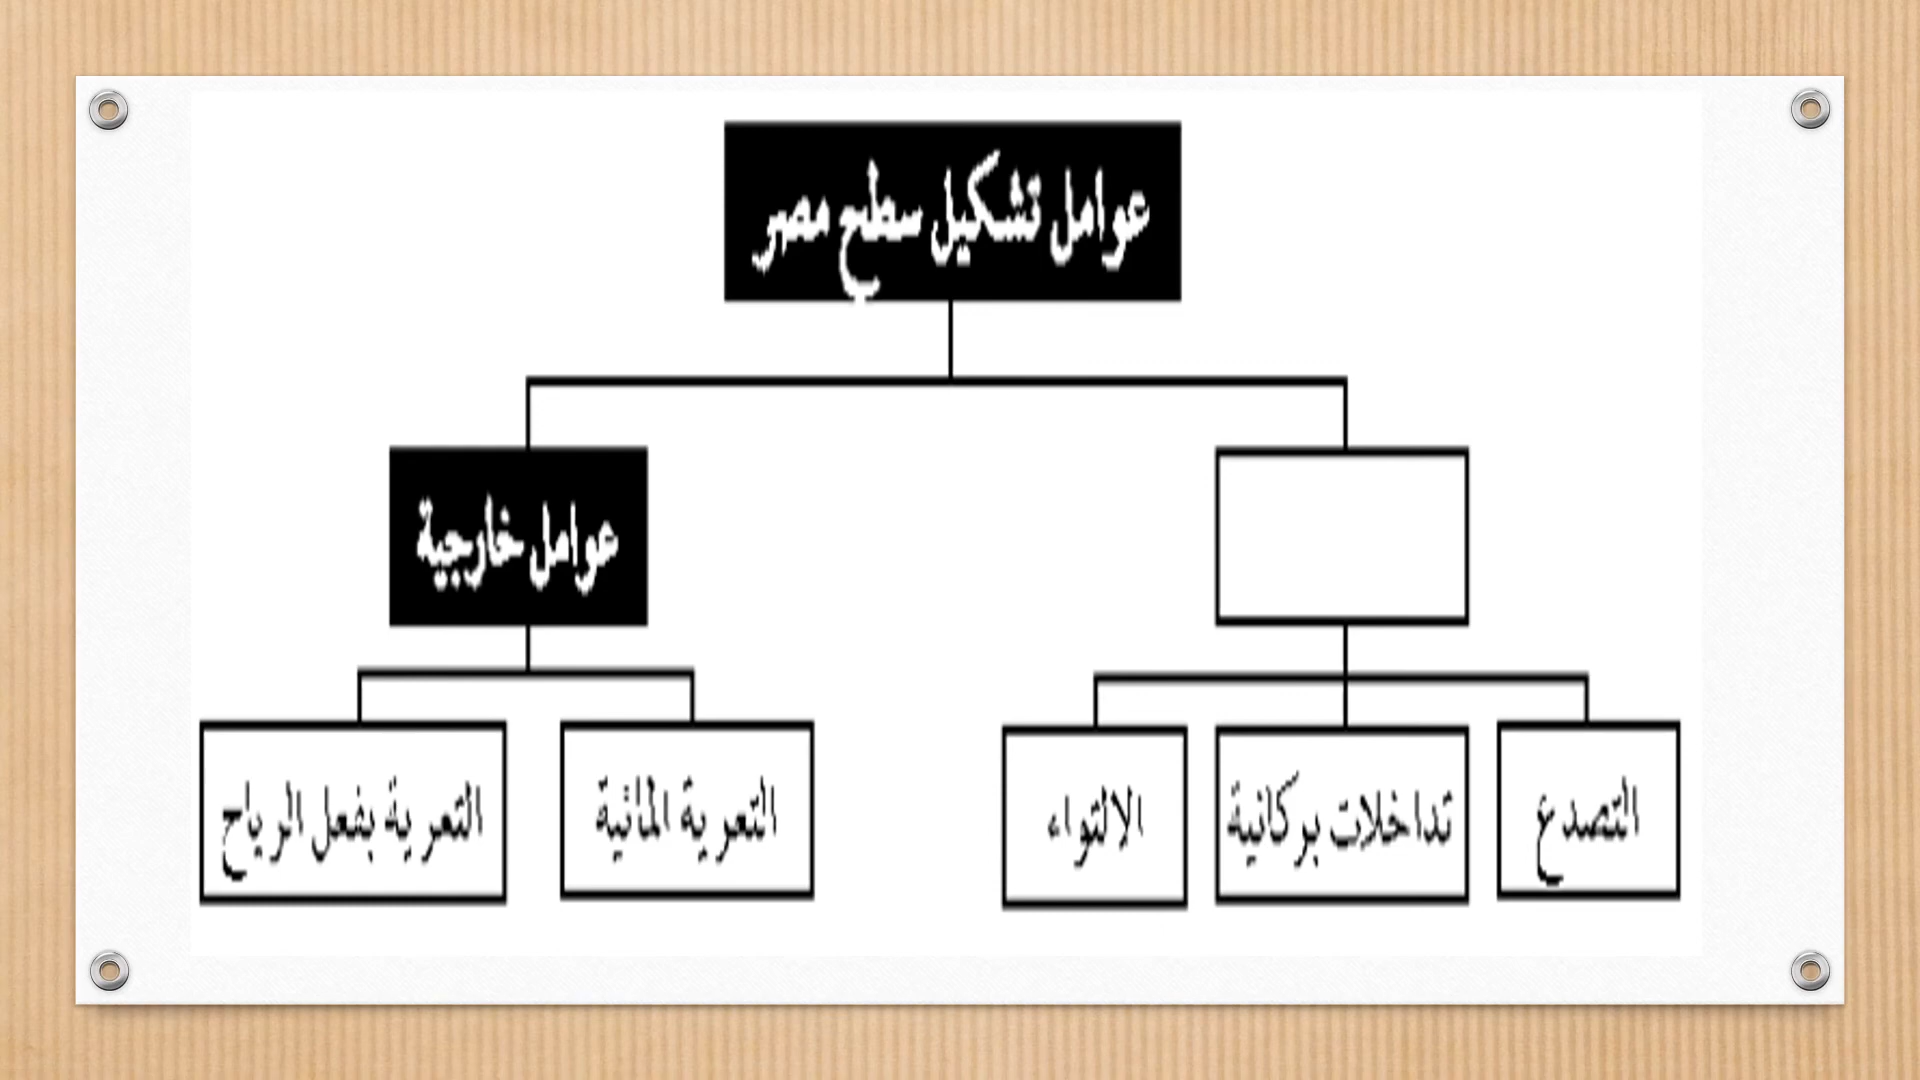 عوامل تشكيل سطح مصر
عوامل خارجية
التصدع
تداخلات بركانية
الالتواء
التعرية المائية
التعرية بفعل الرياح